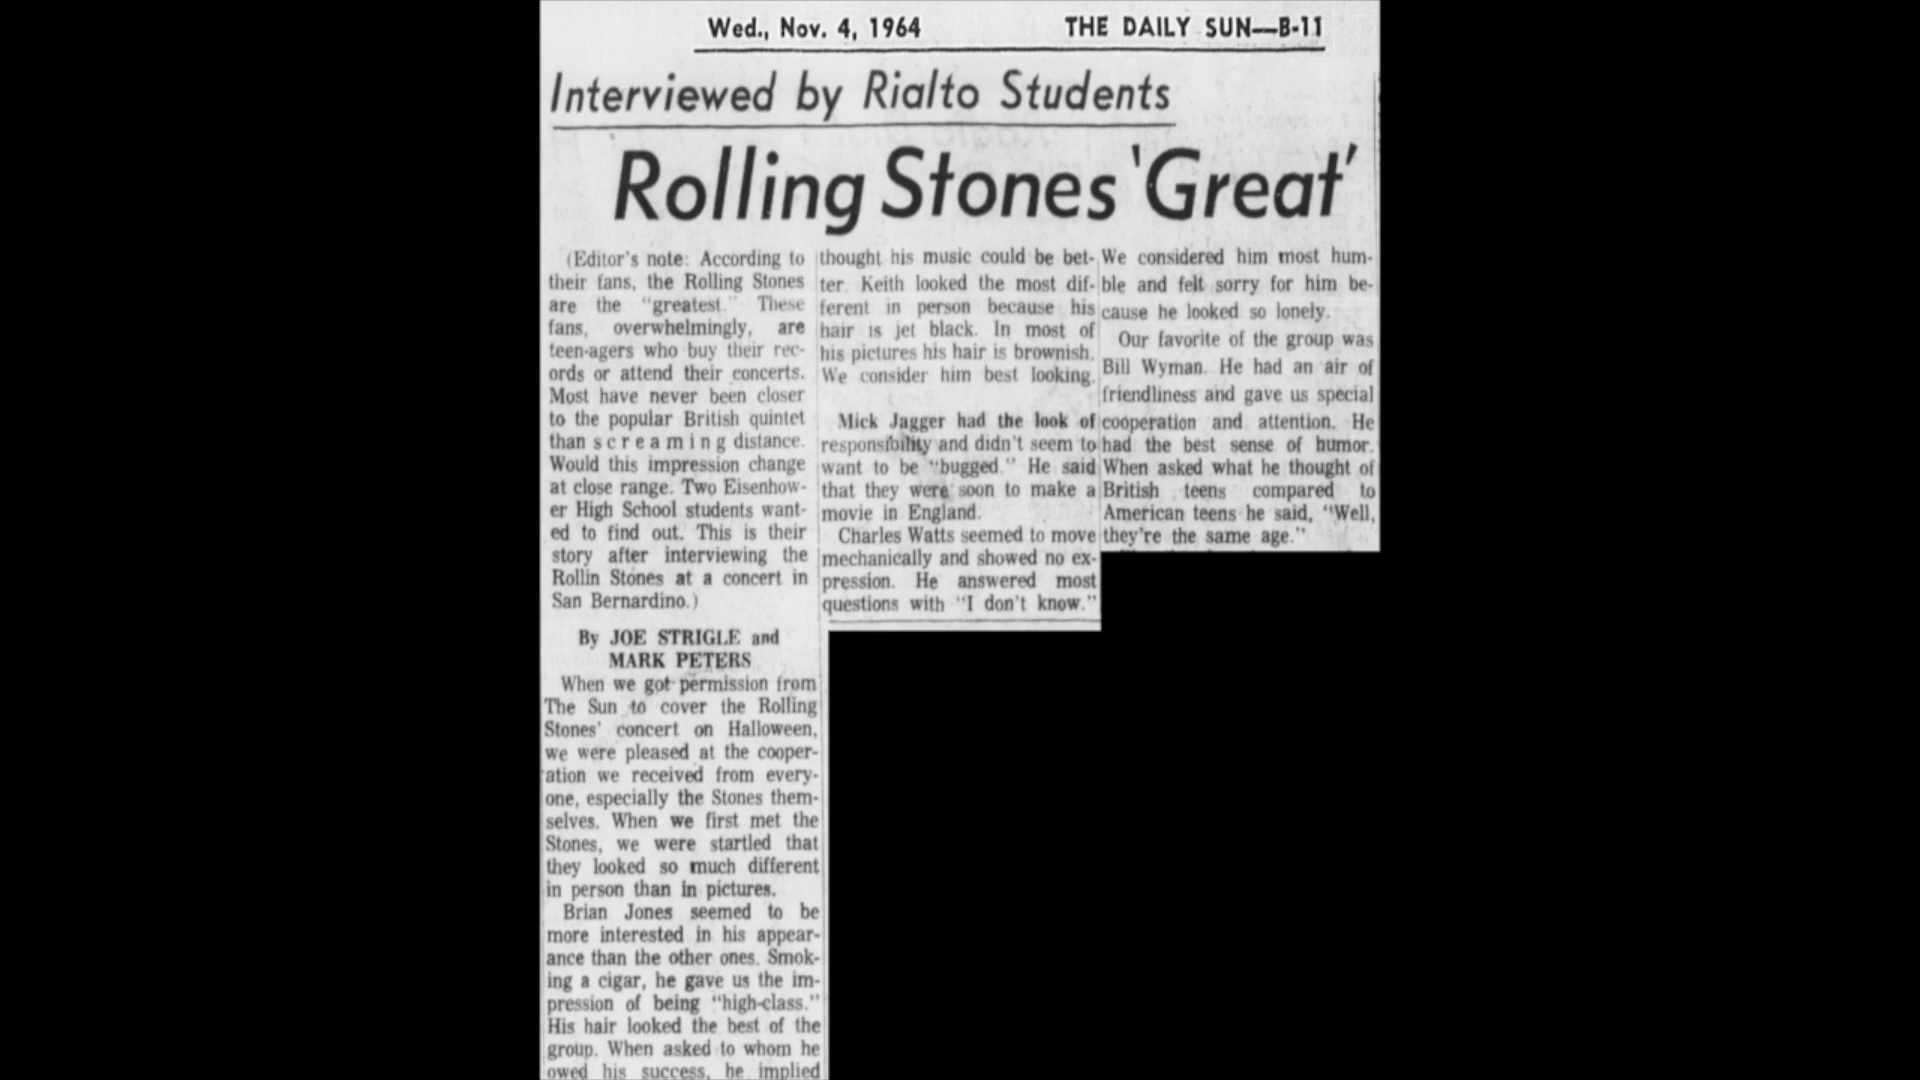 Wed., Nov. 4, 1964 THE DAILY SUN—B-11
Interviewed by Rialto Students
Rolling Stones 'Great'
(Editor's note: According to
their fans, the Rolling Stones
are the "greatest." These
fans, overwhelmingly, are
teen-agers who buy their rec-
ords or attend their concerts.
Most have never been closer
to the popular British quintet
than screaming distance.
Would this impression change
at close range. Two Eisenhow-
er High School students want-
ed to find out. This is their
story after interviewing the
Rollin Stones at a concert in
San Bernardino.)
By JOE STRIGLE and
MARK PETERS
When we got permission from
The Sun to cover the Rolling
Stones' concert on Halloween,
we were pleased at the cooper-
ation we received from every-
one, especially the Stones them-
selves. When we first met the
Stones, we were startled that
they looked so much different
in person than in pictures.
Brian Jones seemed to be
more interested in his appear-
ance than the other ones. Smok-
ing a cigar, he gave us the im-
pression of being "high-class."
His hair looked the best of the
group. When asked to whom he
owed his success, he implied
thought his music could be bet-
ter. Keith looked the most dif-
ferent in person because his
hair is jet black. In most of
his pictures his hair is brownish.
We consider him best looking.
Mick Jagger had the look of
responsibility and didn't seem to
want to be "bugged." He said
that they were soon to make a
movie in England.
Charles Watts seemed to move
mechanically and showed no ex-
pression. He answered most
questions with "I don't know."
We considered him most hum-
ble and felt sorry for him be-
cause he looked so lonely.
Our favorite of the group was
Bill Wyman. He had an air of
friendliness and gave us special
cooperation and attention. He
had the best sense of humor.
When asked what he thought of
British teens compared to
American teens he said, "Well,
they're the same age."